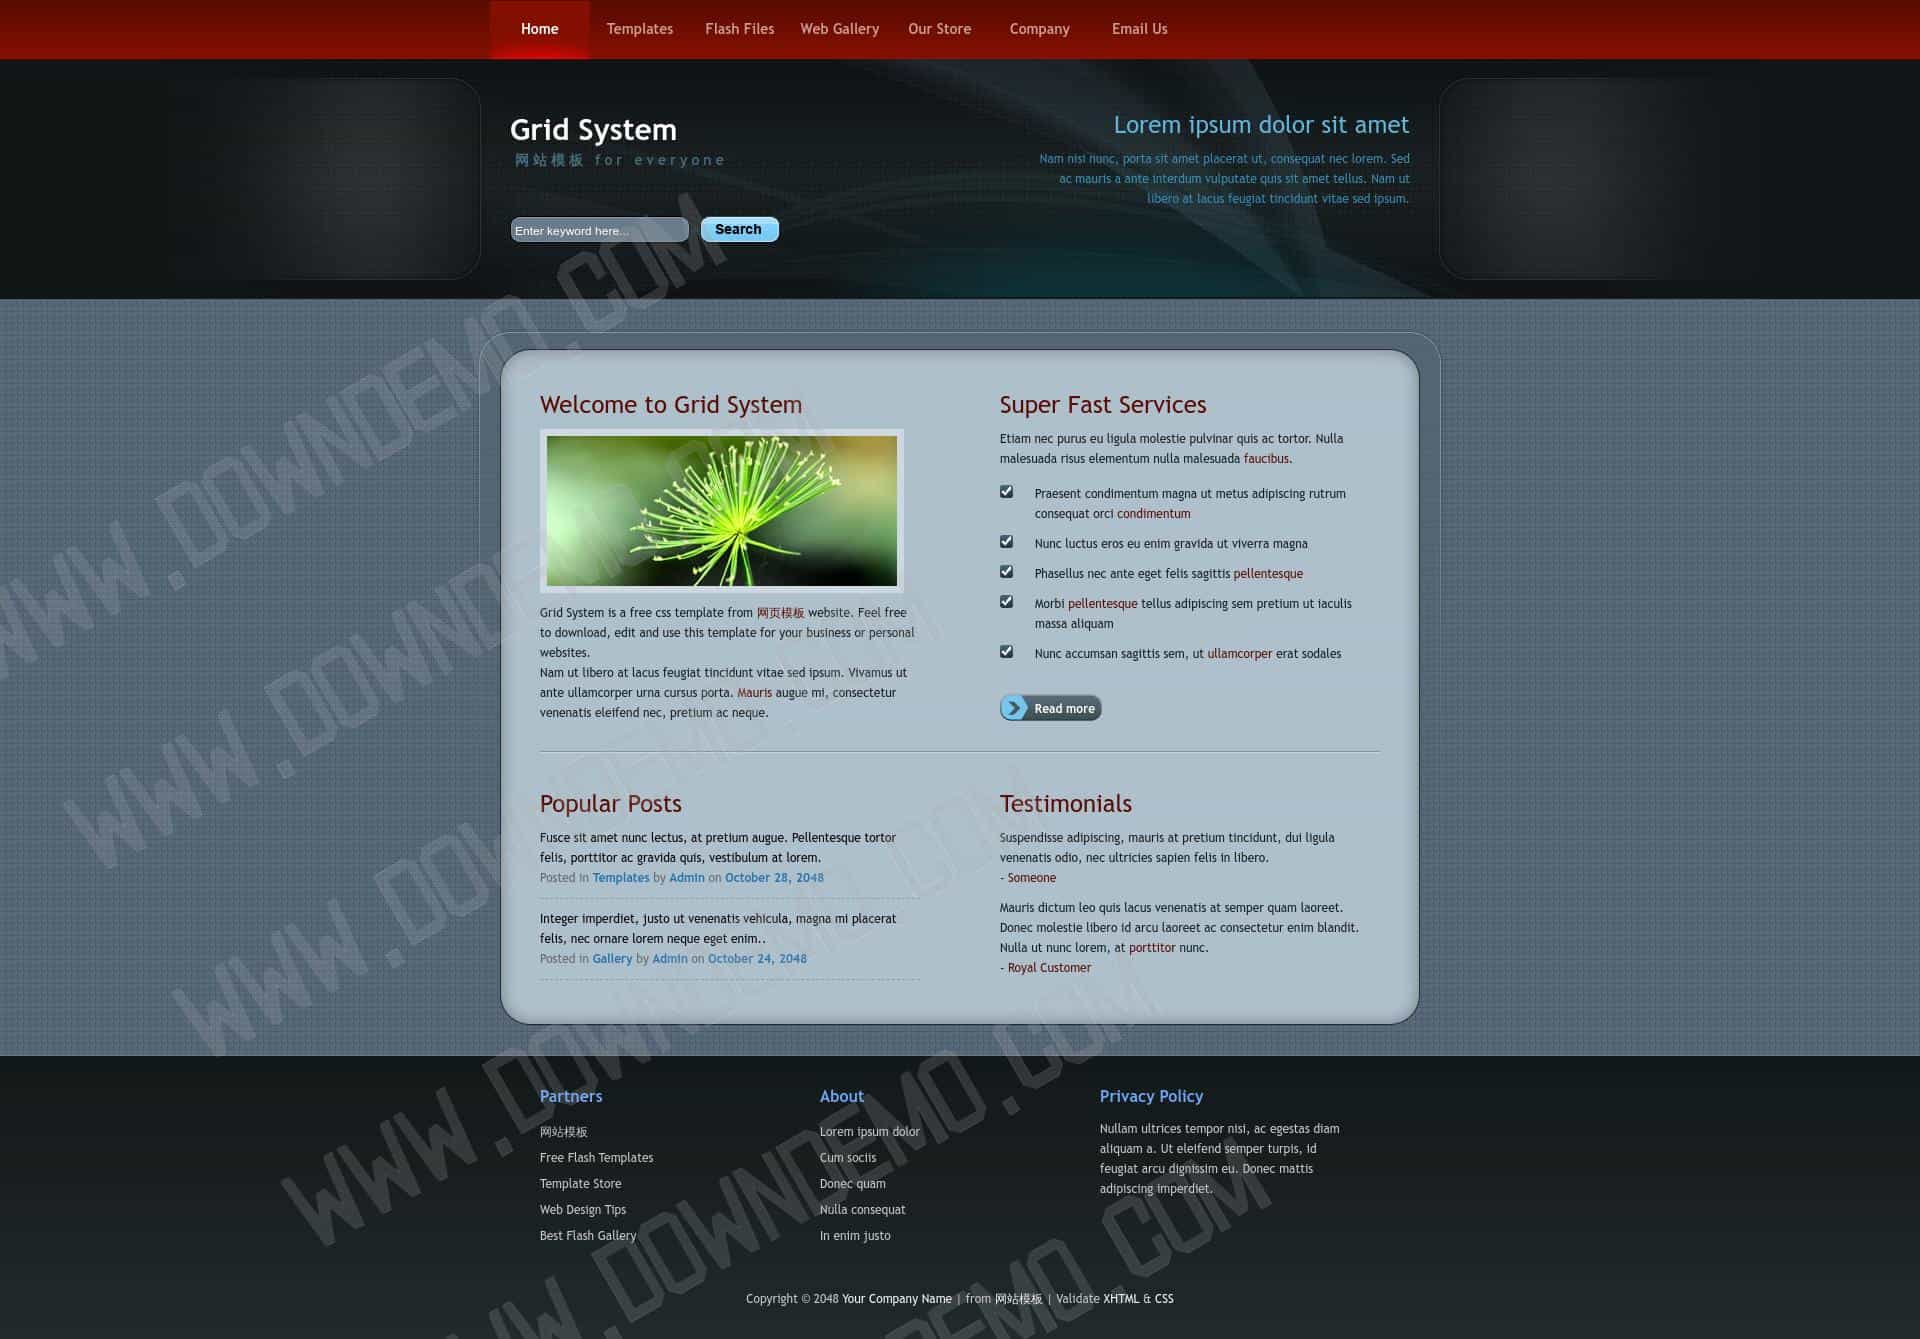 Home Templates Flash Files Web Gallery Our Store Company Email Us
Grid System
网站模板 for everyone
Enter keyword here... Search
Lorem ipsum dolor sit amet
Nam nisi nunc, porta sit amet placerat ut, consequat nec lorem. Sed
ac mauris a ante interdum vulputate quis sit amet tellus. Nam ut
libero at lacus feugiat tincidunt vitae sed ipsum.
Welcome to Grid System
Grid System is a free css template from 网页模板 website. Feel free
to download, edit and use this template for your business or personal
websites.
Nam ut libero at lacus feugiat tincidunt vitae sed ipsum. Vivamus ut
ante ullamcorper urna cursus porta. Mauris augue mi, consectetur
venenatis eleifend nec, pretium ac neque.
Super Fast Services
Etiam nec purus eu ligula molestie pulvinar quis ac tortor. Nulla
malesuada risus elementum nulla malesuada faucibus.
Praesent condimentum magna ut metus adipiscing rutrum
consequat orci condimentum
Nunc luctus eros eu enim gravida ut viverra magna
Phasellus nec ante eget felis sagittis pellentesque
Morbi pellentesque tellus adipiscing sem pretium ut iaculis
massa aliquam
Nunc accumsan sagittis sem, ut ullamcorper erat sodales
Read more
Popular Posts
Fusce sit amet nunc lectus, at pretium augue. Pellentesque tortor
felis, porttitor ac gravida quis, vestibulum at lorem.
Posted in Templates by Admin on October 28, 2048
Integer imperdiet, justo ut venenatis vehicula, magna mi placerat
felis, nec ornare lorem neque eget enim..
Posted in Gallery by Admin on October 24, 2048
Testimonials
Suspendisse adipiscing, mauris at pretium tincidunt, dui ligula
venenatis odio, nec ultricies sapien felis in libero.
- Someone
Mauris dictum leo quis lacus venenatis at semper quam laoreet.
Donec molestie libero id arcu laoreet ac consectetur enim blandit.
Nulla ut nunc lorem, at porttitor nunc.
- Royal Customer
Partners
网站模板
Free Flash Templates
Template Store
Web Design Tips
Best Flash Gallery
About
Lorem ipsum dolor
Cum sociis
Donec quam
Nulla consequat
In enim justo
Privacy Policy
Nullam ultrices tempor nisi, ac egestas diam
aliquam a. Ut eleifend semper turpis, id
feugiat arcu dignissim eu. Donec mattis
adipiscing imperdiet.
Copyright © 2048 Your Company Name | from 网站模板 | Validate XHTML & CSS
WWW.DOWNDEMO.COM
WWW.DOWNDEMO.COM
WWW.DOWNDEMO.COM
WWW.DOWNDEMO.COM
WWW.DOWNDEMO.COM